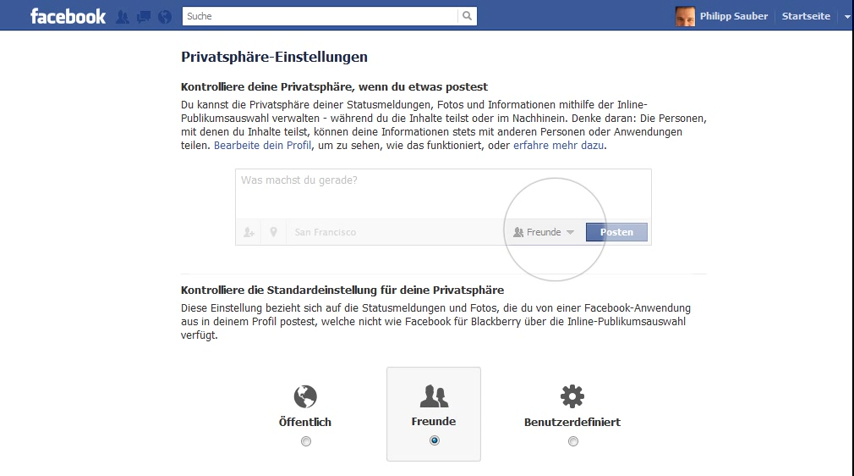 facebook Suche Philipp Sauber Startseite
Privatsphäre-Einstellungen
Kontrolliere deine Privatsphäre, wenn du etwas postest
Du kannst die Privatsphäre deiner Statusmeldungen, Fotos und Informationen mithilfe der Inline-
Publikumsauswahl verwalten - während du die Inhalte teilst oder im Nachhinein. Denke daran: Die Personen,
mit denen du Inhalte teilst, können deine Informationen stets mit anderen Personen oder Anwendungen
teilen. Bearbeite dein Profil, um zu sehen, wie das funktioniert, oder erfahre mehr dazu.
Was machst du gerade?
San Francisco Freunde Posten
Kontrolliere die Standardeinstellung für deine Privatsphäre
Diese Einstellung bezieht sich auf die Statusmeldungen und Fotos, die du von einer Facebook-Anwendung
aus in deinem Profil postest, welche nicht wie Facebook für Blackberry über die Inline-Publikumsauswahl
verfügt.
Öffentlich Freunde Benutzerdefiniert